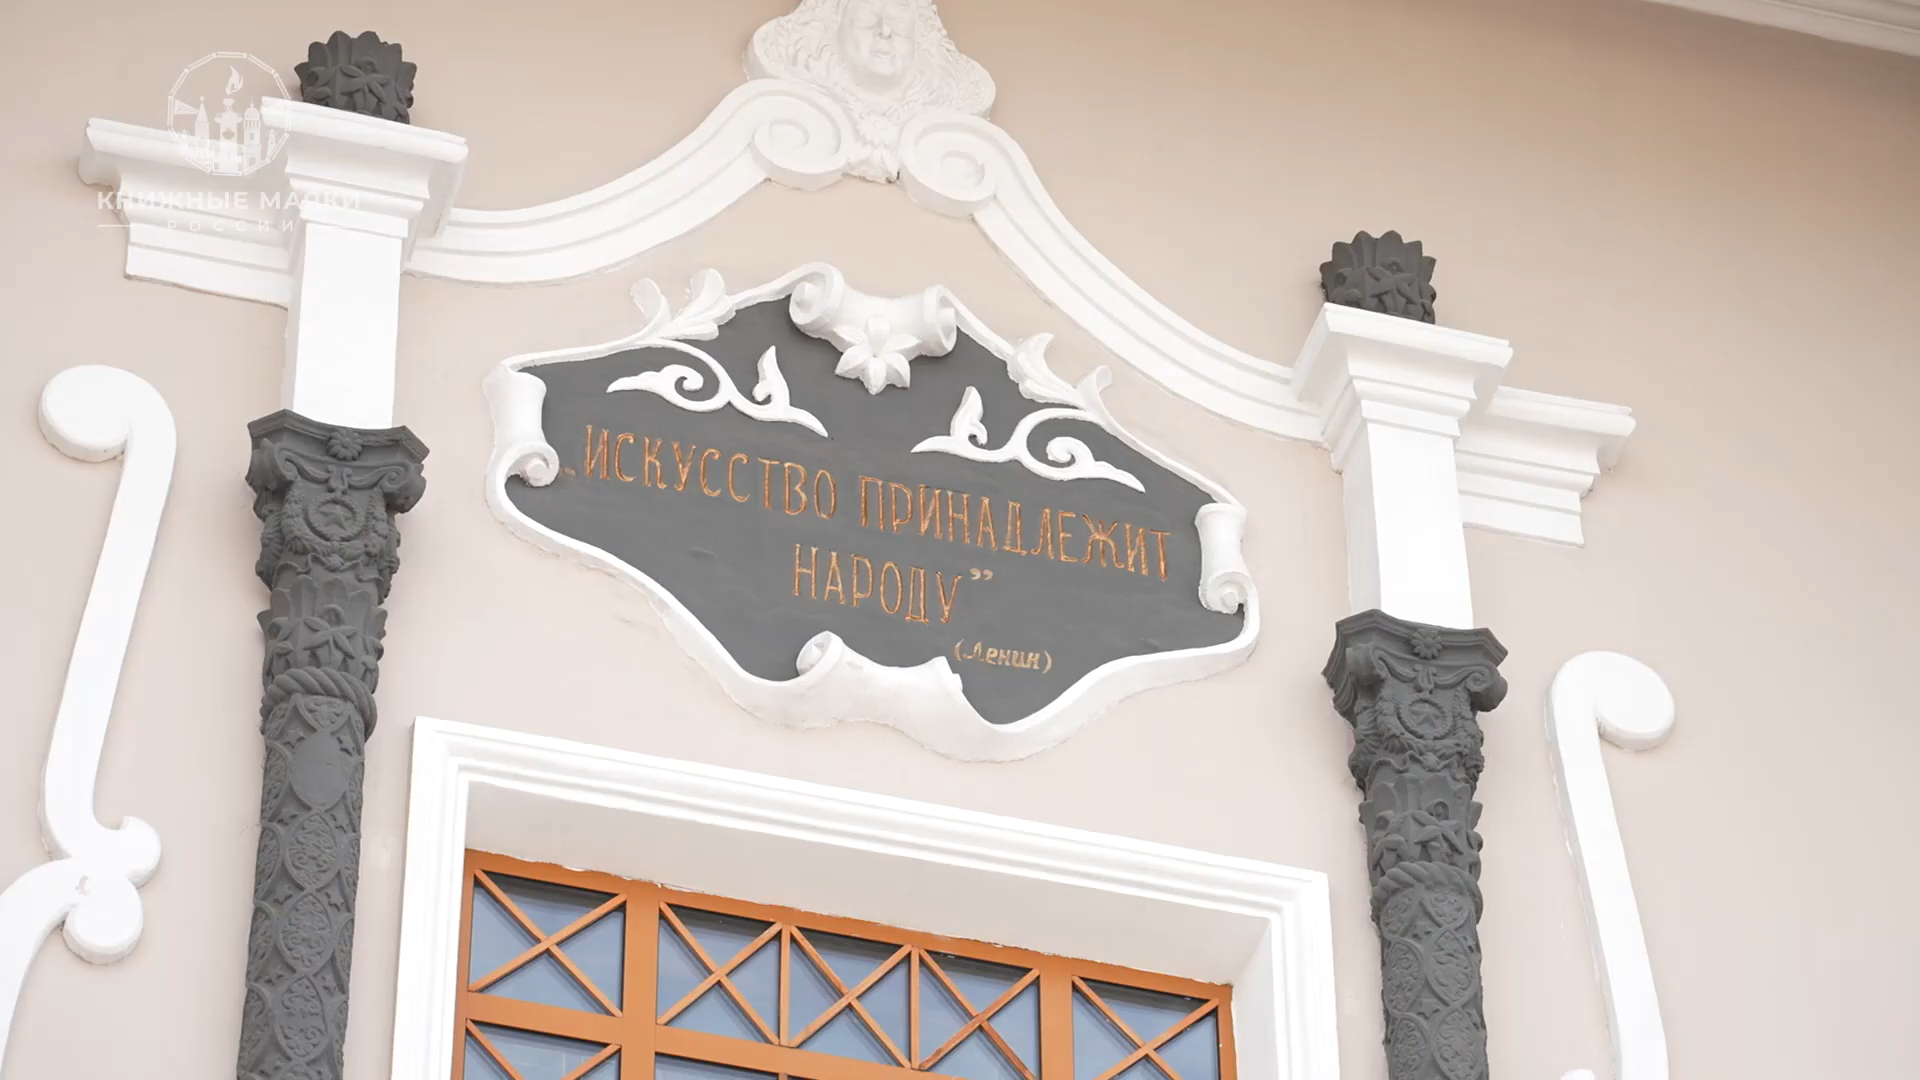 КНИЖНЫЕ МАЯКИ
РОССИИ
„ИСКУССТВО ПРИНАДЛЕЖИТ
НАРОДУ”
(Ленин)